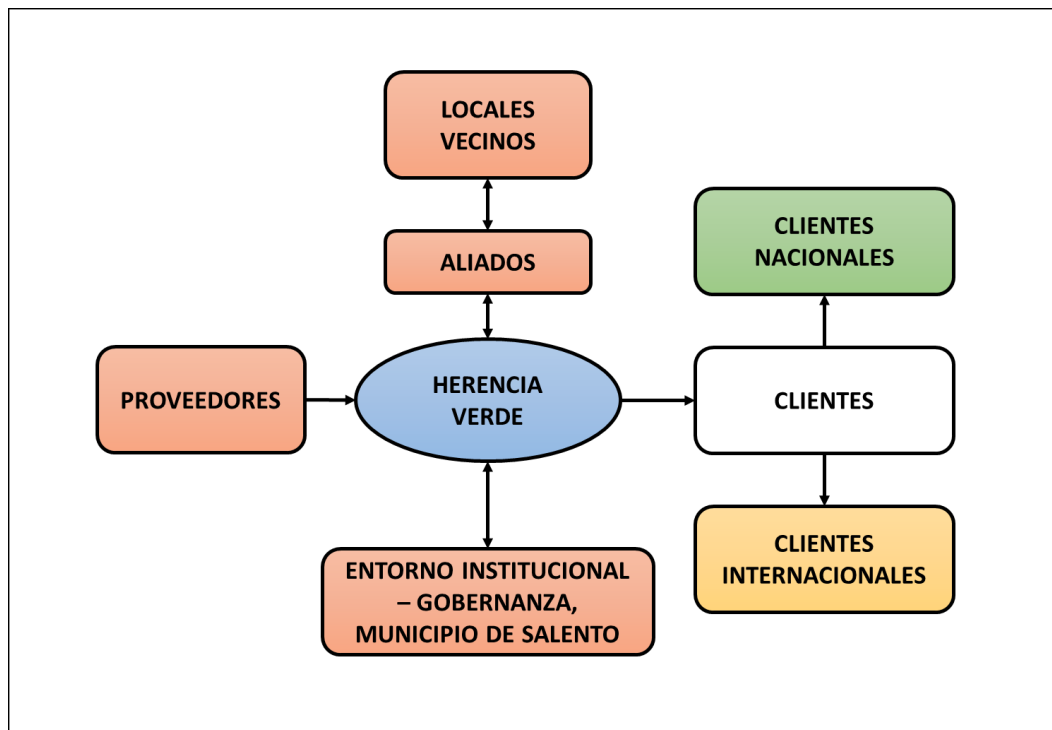 LOCALES
VECINOS
ALIADOS
PROVEEDORES
HERENCIA
VERDE
CLIENTES
NACIONALES
CLIENTES
CLIENTES
INTERNACIONALES
ENTORNO INSTITUCIONAL
– GOBERNANZA,
MUNICIPIO DE SALENTO